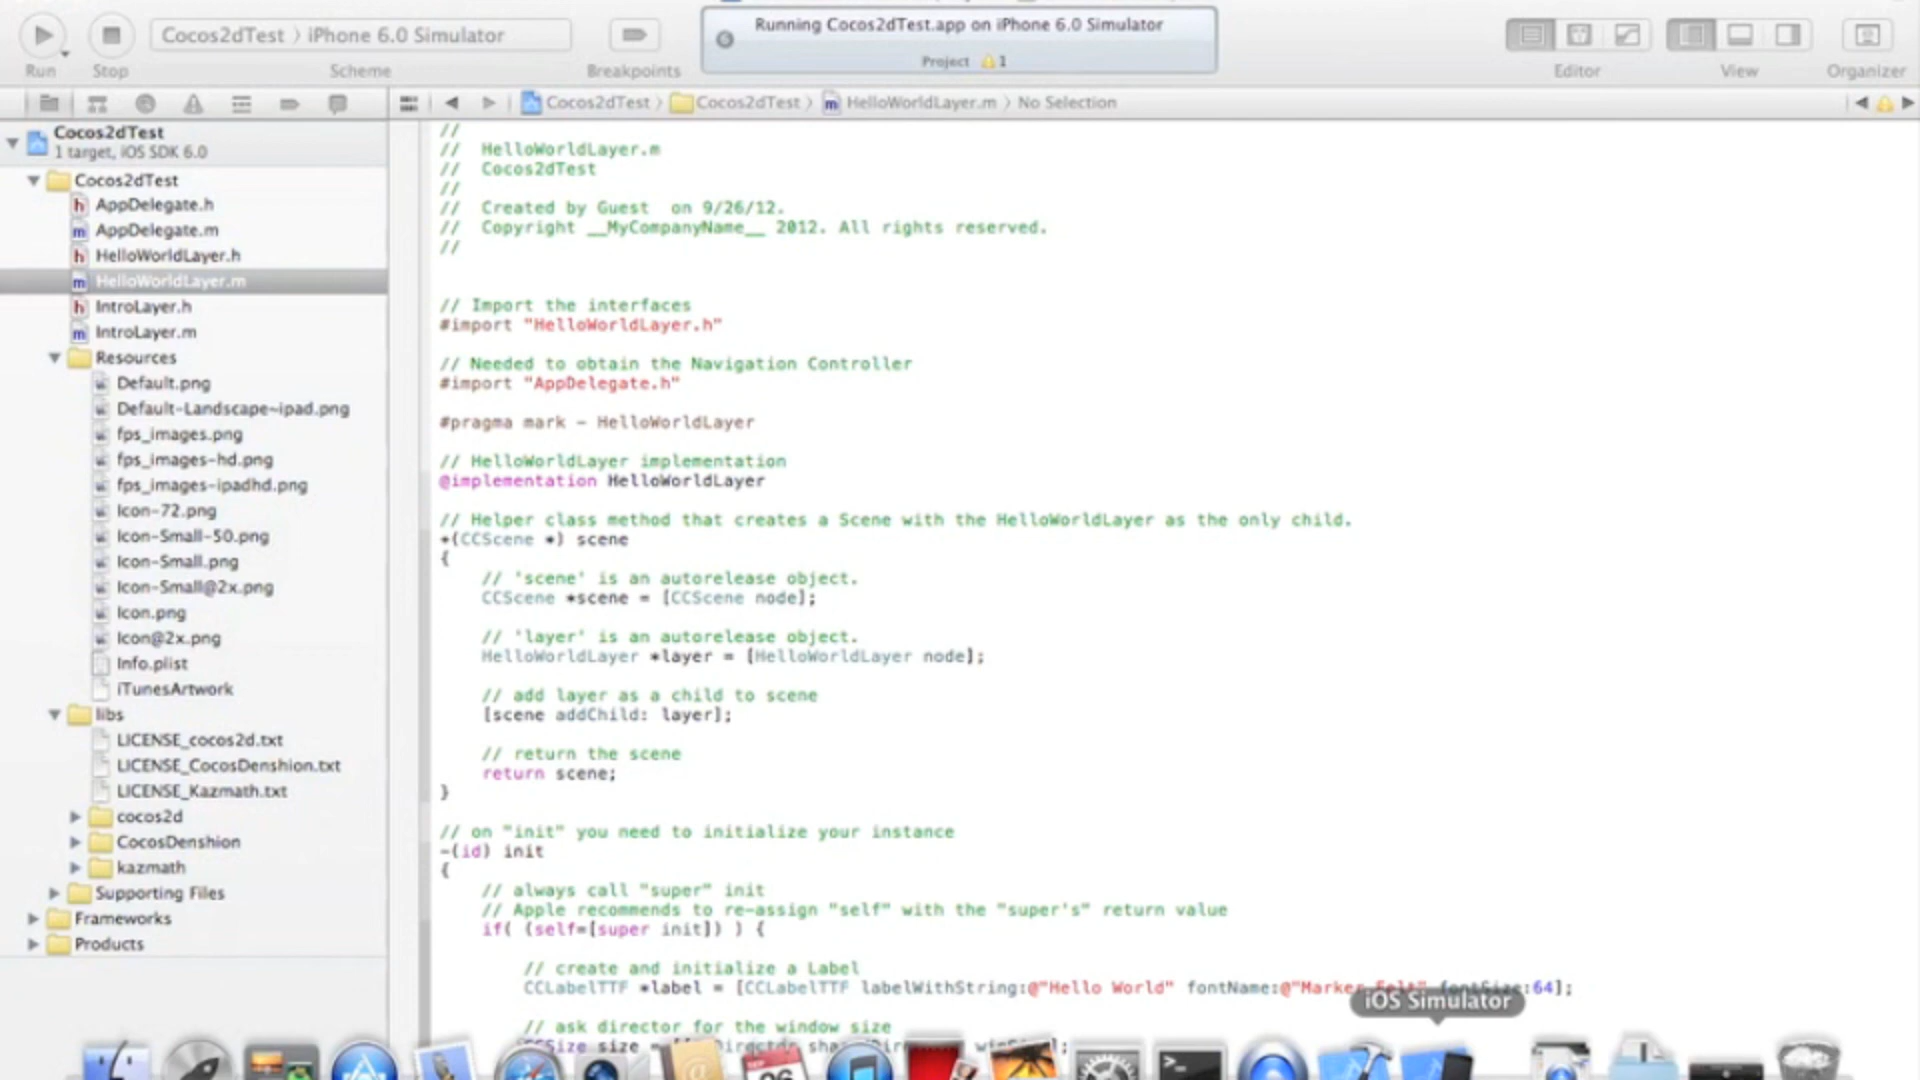 Running Cocos2dTest.app on iPhone 6.0 Simulator
Project 1
Cocos2dTest 〉 iPhone 6.0 Simulator
Run
Stop
Scheme
Breakpoints
Editor
View
Organizer
Cocos2dTest 〉 Cocos2dTest 〉 m HelloWorldLayer.m 〉 No Selection
Cocos2dTest
1 target, iOS SDK 6.0
Cocos2dTest
h AppDelegate.h
m AppDelegate.m
h HelloWorldLayer.h
m HelloWorldLayer.m
h IntroLayer.h
m IntroLayer.m
Resources
Default.png
Default-Landscape~ipad.png
fps_images.png
fps_images-hd.png
fps_images-ipadhd.png
Icon-72.png
Icon-Small-50.png
Icon-Small.png
Icon-Small@2x.png
Icon.png
Icon@2x.png
Info.plist
iTunesArtwork
libs
LICENSE_cocos2d.txt
LICENSE_CocosDenshion.txt
LICENSE_Kazmath.txt
cocos2d
CocosDenshion
kazmath
Supporting Files
Frameworks
Products
//
// HelloWorldLayer.m
// Cocos2dTest
//
// Created by Guest  on 9/26/12.
// Copyright __MyCompanyName__ 2012. All rights reserved.
//
// Import the interfaces
#import "HelloWorldLayer.h"
// Needed to obtain the Navigation Controller
#import "AppDelegate.h"
#pragma mark - HelloWorldLayer
// HelloWorldLayer implementation
@implementation HelloWorldLayer
// Helper class method that creates a Scene with the HelloWorldLayer as the only child.
+(CCScene *) scene
{
// 'scene' is an autorelease object.
CCScene *scene = [CCScene node];
// 'layer' is an autorelease object.
HelloWorldLayer *layer = [HelloWorldLayer node];
// add layer as a child to scene
[scene addChild: layer];
// return the scene
return scene;
}
// on "init" you need to initialize your instance
-(id) init
{
// always call "super" init
// Apple recommends to re-assign "self" with the "super's" return value
if( (self=[super init]) ) {
// create and initialize a Label
CCLabelTTF *label = [CCLabelTTF labelWithString:@"Hello World" fontName:@"Marker Felt" fontSize:64];
iOS Simulator
// ask director for the window size
size =